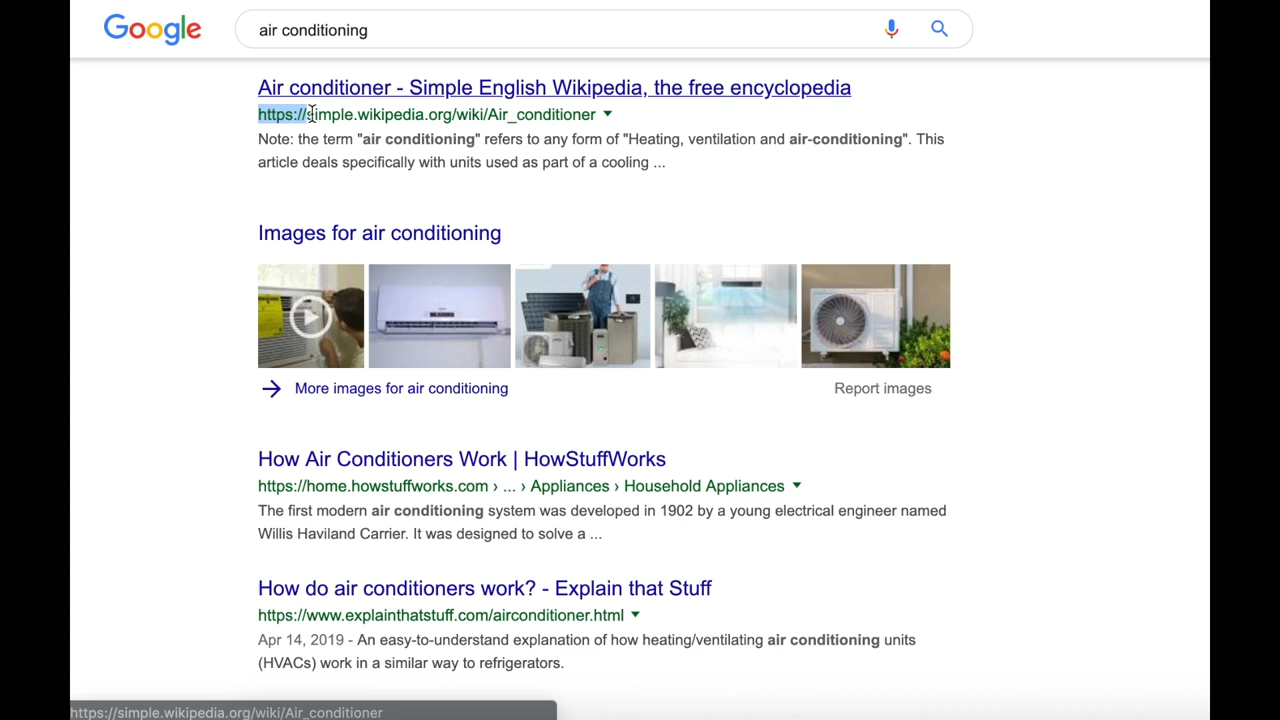 Google
air conditioning
Air conditioner - Simple English Wikipedia, the free encyclopedia
https://simple.wikipedia.org/wiki/Air_conditioner
Note: the term "air conditioning" refers to any form of "Heating, ventilation and air-conditioning". This
article deals specifically with units used as part of a cooling ...
Images for air conditioning
More images for air conditioning
Report images
How Air Conditioners Work | HowStuffWorks
https://home.howstuffworks.com › ... › Appliances › Household Appliances
The first modern air conditioning system was developed in 1902 by a young electrical engineer named
Willis Haviland Carrier. It was designed to solve a ...
How do air conditioners work? - Explain that Stuff
https://www.explainthatstuff.com/airconditioner.html
Apr 14, 2019 - An easy-to-understand explanation of how heating/ventilating air conditioning units
(HVACs) work in a similar way to refrigerators.
https://simple.wikipedia.org/wiki/Air_conditioner